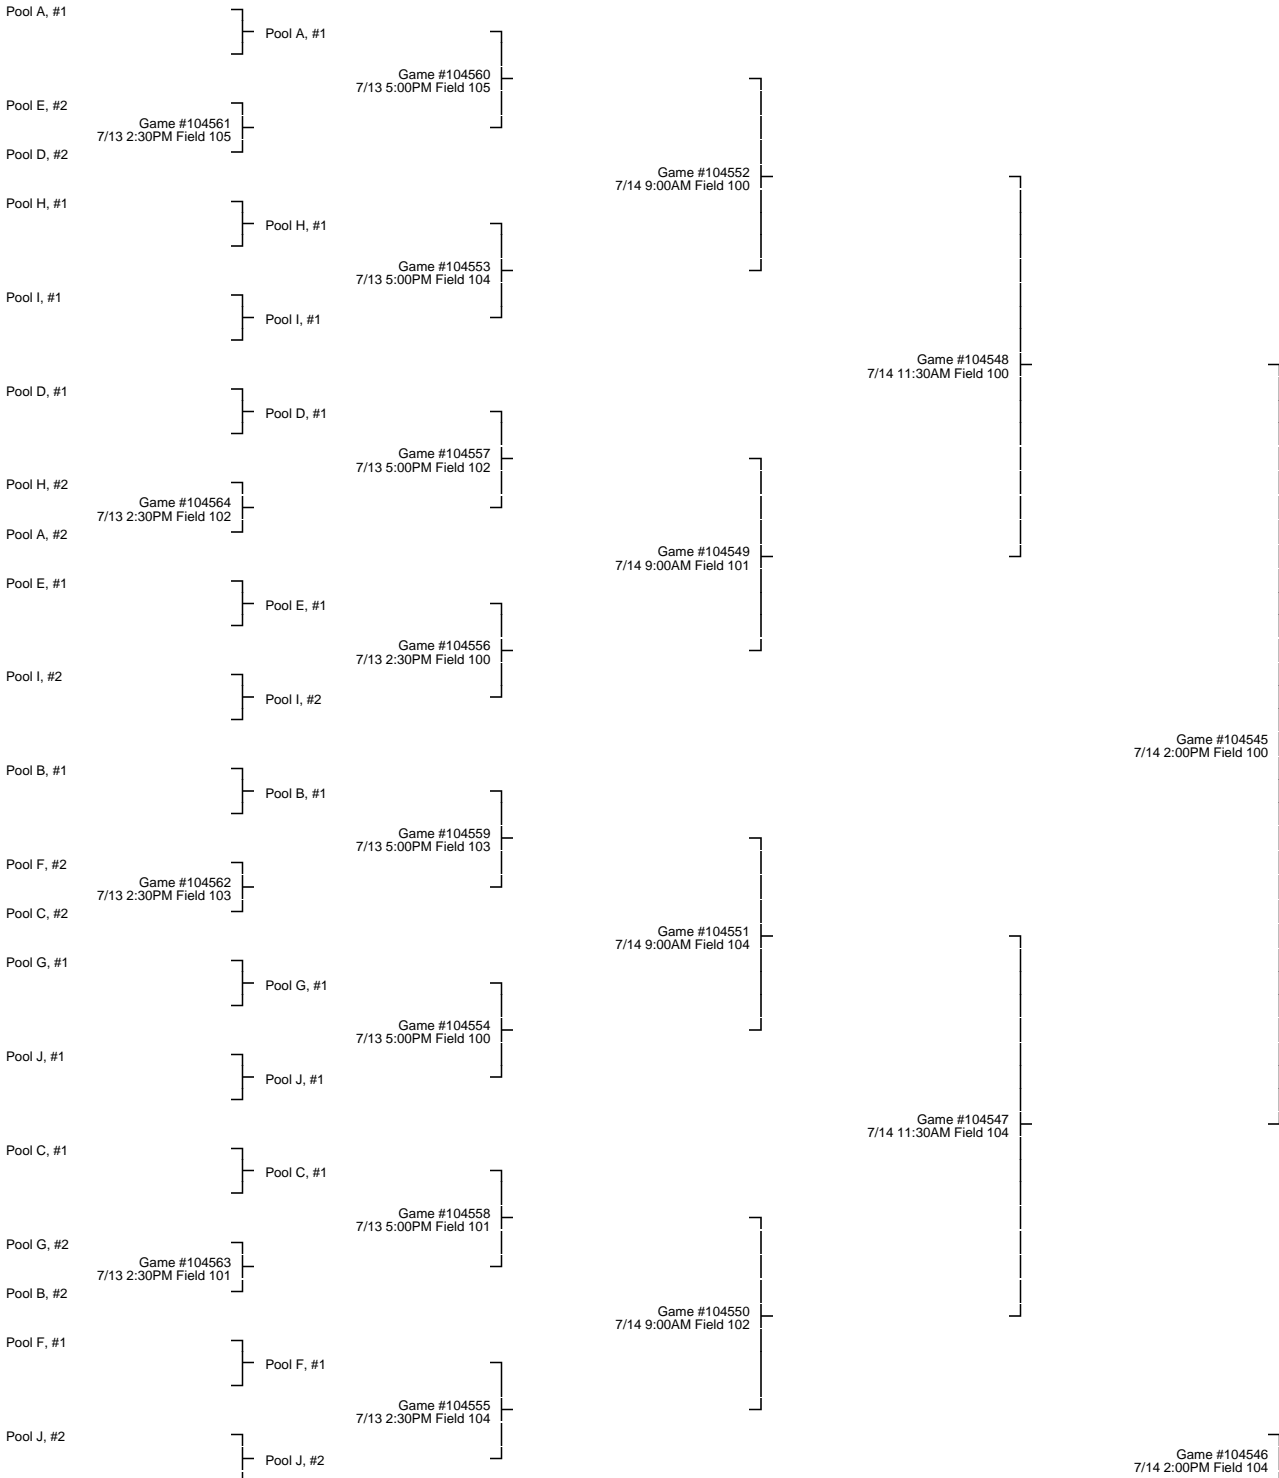 Pool A, #1
Pool A, #1
Game #104560
7/13 5:00PM Field 105
Pool E, #2
Game #104561
7/13 2:30PM Field 105
Pool D, #2
Game #104552
7/14 9:00AM Field 100
Pool H, #1
Pool H, #1
Game #104553
7/13 5:00PM Field 104
Pool I, #1
Pool I, #1
Game #104548
7/14 11:30AM Field 100
Pool D, #1
Pool D, #1
Game #104557
7/13 5:00PM Field 102
Pool H, #2
Game #104564
7/13 2:30PM Field 102
Pool A, #2
Game #104549
7/14 9:00AM Field 101
Pool E, #1
Pool E, #1
Game #104556
7/13 2:30PM Field 100
Pool I, #2
Pool I, #2
Game #104545
7/14 2:00PM Field 100
Pool B, #1
Pool B, #1
Game #104559
7/13 5:00PM Field 103
Pool F, #2
Game #104562
7/13 2:30PM Field 103
Pool C, #2
Game #104551
7/14 9:00AM Field 104
Pool G, #1
Pool G, #1
Game #104554
7/13 5:00PM Field 100
Pool J, #1
Pool J, #1
Game #104547
7/14 11:30AM Field 104
Pool C, #1
Pool C, #1
Game #104558
7/13 5:00PM Field 101
Pool G, #2
Game #104563
7/13 2:30PM Field 101
Pool B, #2
Game #104550
7/14 9:00AM Field 102
Pool F, #1
Pool F, #1
Game #104555
7/13 2:30PM Field 104
Pool J, #2
Pool J, #2
Game #104546
7/14 2:00PM Field 104